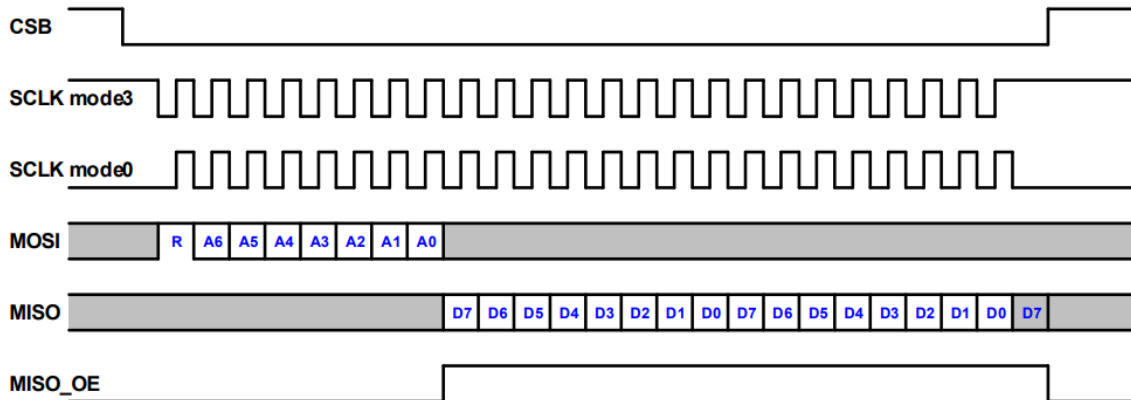 CSB
SCLK mode3
SCLK mode0
MOSI R A6 A5 A4 A3 A2 A1 A0
MISO D7 D6 D5 D4 D3 D2 D1 D0 D7 D6 D5 D4 D3 D2 D1 D0 D7
MISO_OE